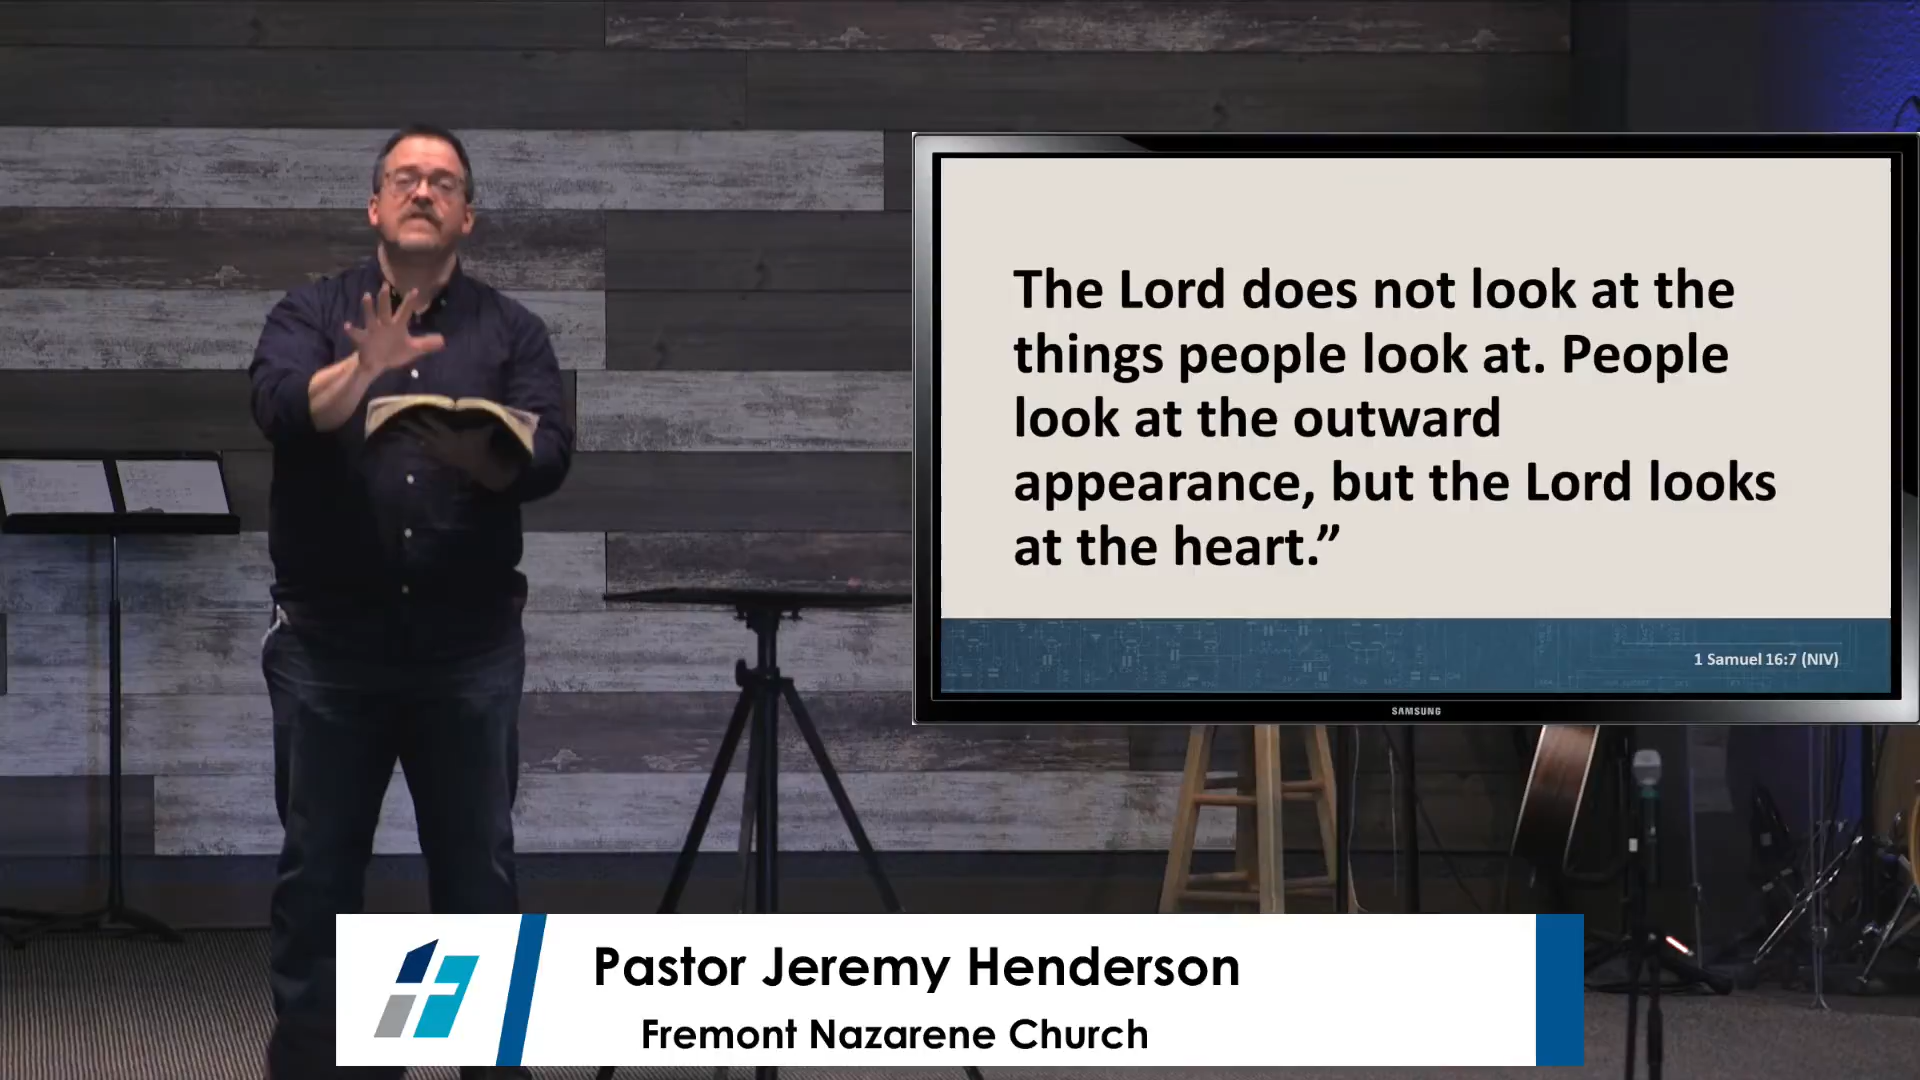 The Lord does not look at the
things people look at. People
look at the outward
appearance, but the Lord looks
at the heart.”
1 Samuel 16:7 (NIV)
SAMSUNG
Pastor Jeremy Henderson
Fremont Nazarene Church